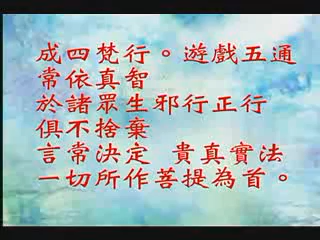 成四梵行。遊戲五通
常依真智
於諸眾生邪行正行
俱不捨棄
言常決定　貴真實法
一切所作菩提為首。